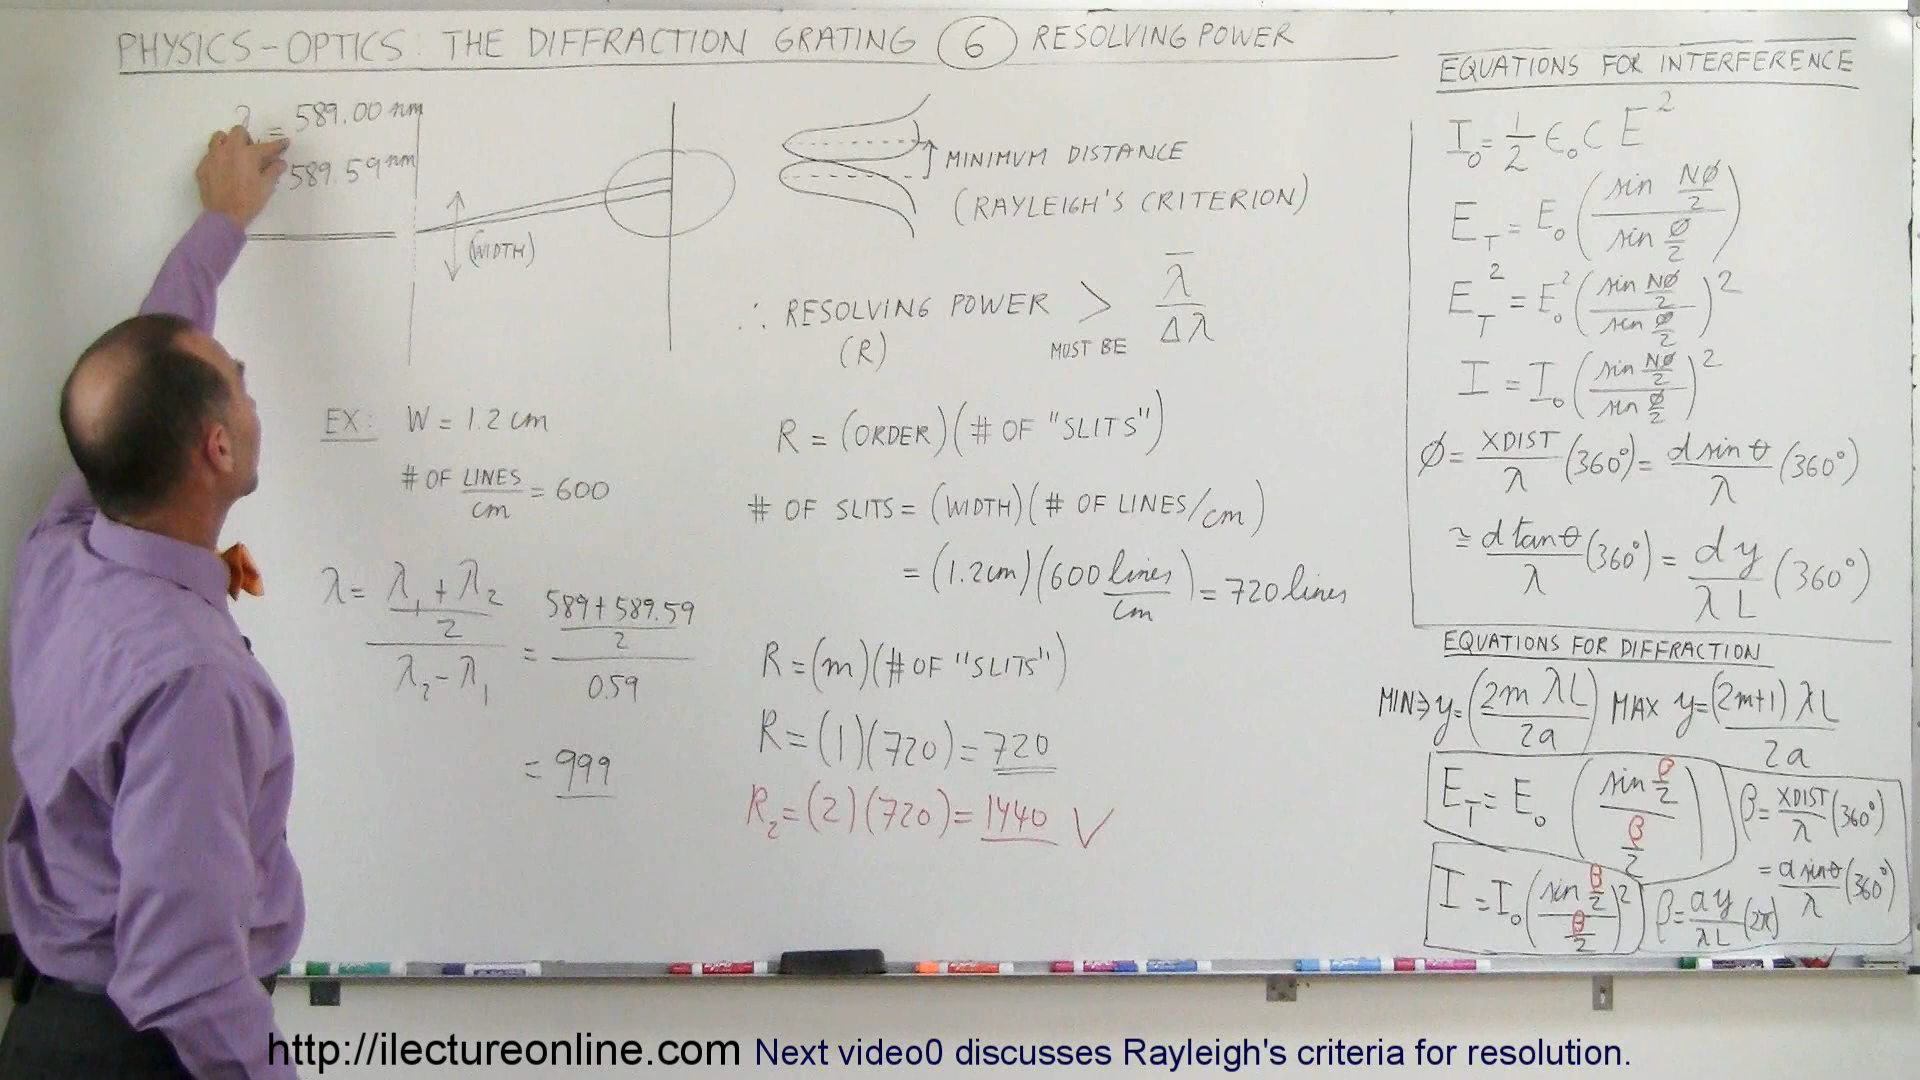 PHYSICS-OPTICS: THE DIFFRACTION GRATING 6 RESOLVING POWER
λ₁ = 589.00 nm
589.59 nm
(WIDTH)
MINIMUM DISTANCE
(RAYLEIGH'S CRITERION)
∴ RESOLVING POWER > λ̄/Δλ
(R) MUST BE
EX: W = 1.2 cm
# OF LINES/cm = 600
λ = ((λ₁ + λ₂)/2)/(λ₂ - λ₁) = ((589 + 589.59)/2)/0.59
= 999
R = (ORDER)(# OF "SLITS")
# OF SLITS = (WIDTH)(# OF LINES/cm)
= (1.2cm)(600 lines/cm) = 720 lines
R = (m)(# OF "SLITS")
R = (1)(720) = 720
R₂ = (2)(720) = 1440 √
EQUATIONS FOR INTERFERENCE
I₀ = 1/2 ϵ₀ C E²
E_T = E₀ (sin Nφ/2 / sin φ/2)
E_T² = E₀² (sin Nφ/2 / sin φ/2)²
I = I₀ (sin Nφ/2 / sin φ/2)²
φ = XDIST/λ (360°) = d sin θ/λ (360°)
≅ d tan θ/λ (360°) = d y/λ L (360°)
EQUATIONS FOR DIFFRACTION
MIN ⇒ y = (2m λL/2a) MAX y = (2m+1) λL/2a
E_T = E₀ (sin β/2 / β/2)
β = XDIST/λ (360°)
= a sin θ/λ (360°)
I = I₀ (sin β/2 / β/2)²
β = ay/λL (2π)
http://ilectureonline.com Next video0 discusses Rayleigh's criteria for resolution.